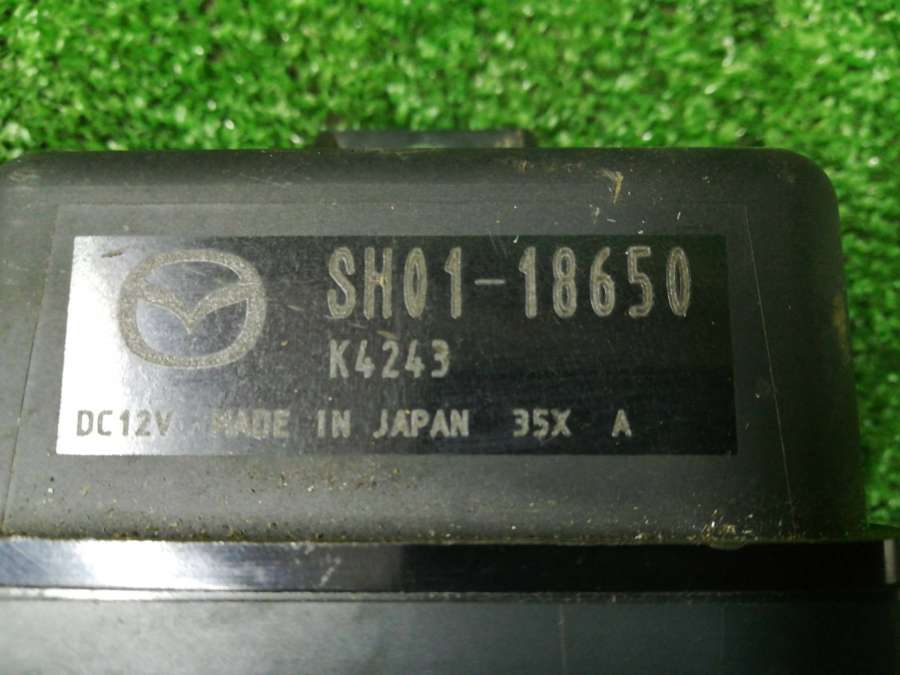 SH01-18650
K4243
DC12V MADE IN JAPAN 35X A